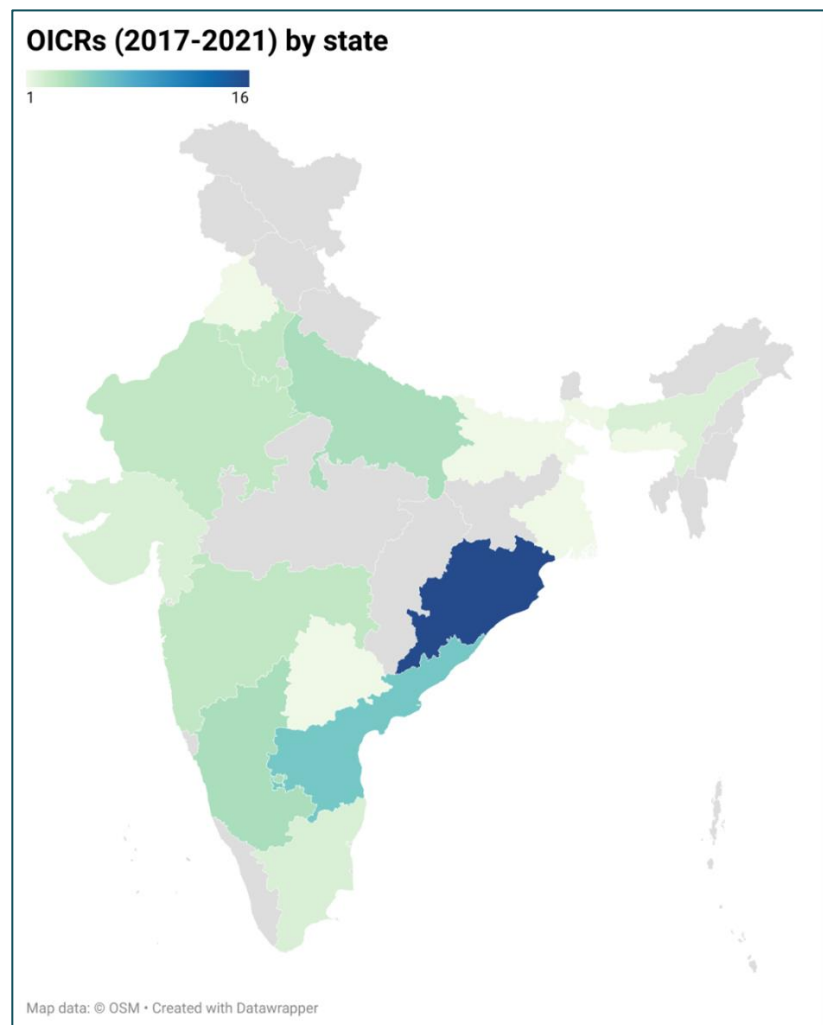 OICRs (2017-2021) by state
1 16
Map data: © OSM • Created with Datawrapper